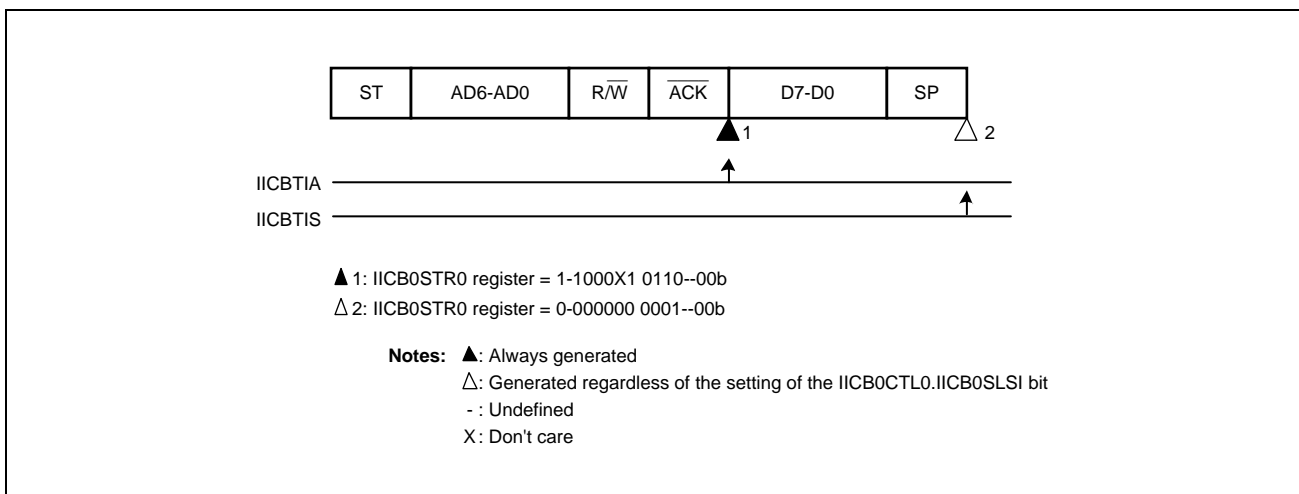 ST AD6-AD0 R/W ACK D7-D0 SP
▲1 △2
IICBTIA
IICBTIS
▲1: IICB0STR0 register = 1-1000X1 0110--00b
△2: IICB0STR0 register = 0-000000 0001--00b
Notes: ▲: Always generated
△: Generated regardless of the setting of the IICB0CTL0.IICB0SLSI bit
- : Undefined
X: Don't care